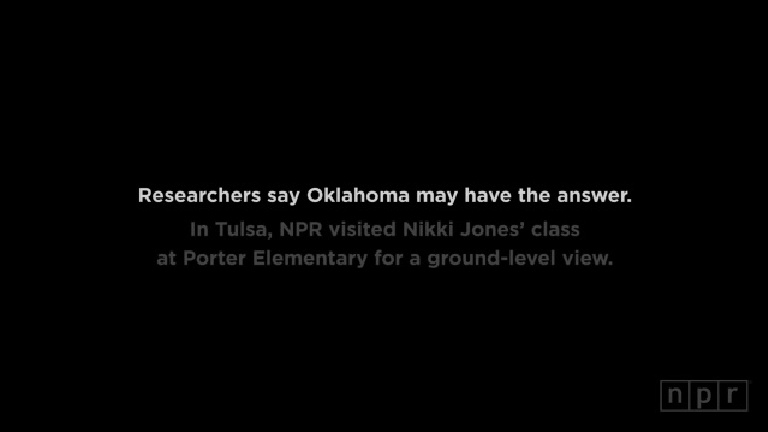 Researchers say Oklahoma may have the answer.
In Tulsa, NPR visited Nikki Jones’ class
at Porter Elementary for a ground-level view.
npr